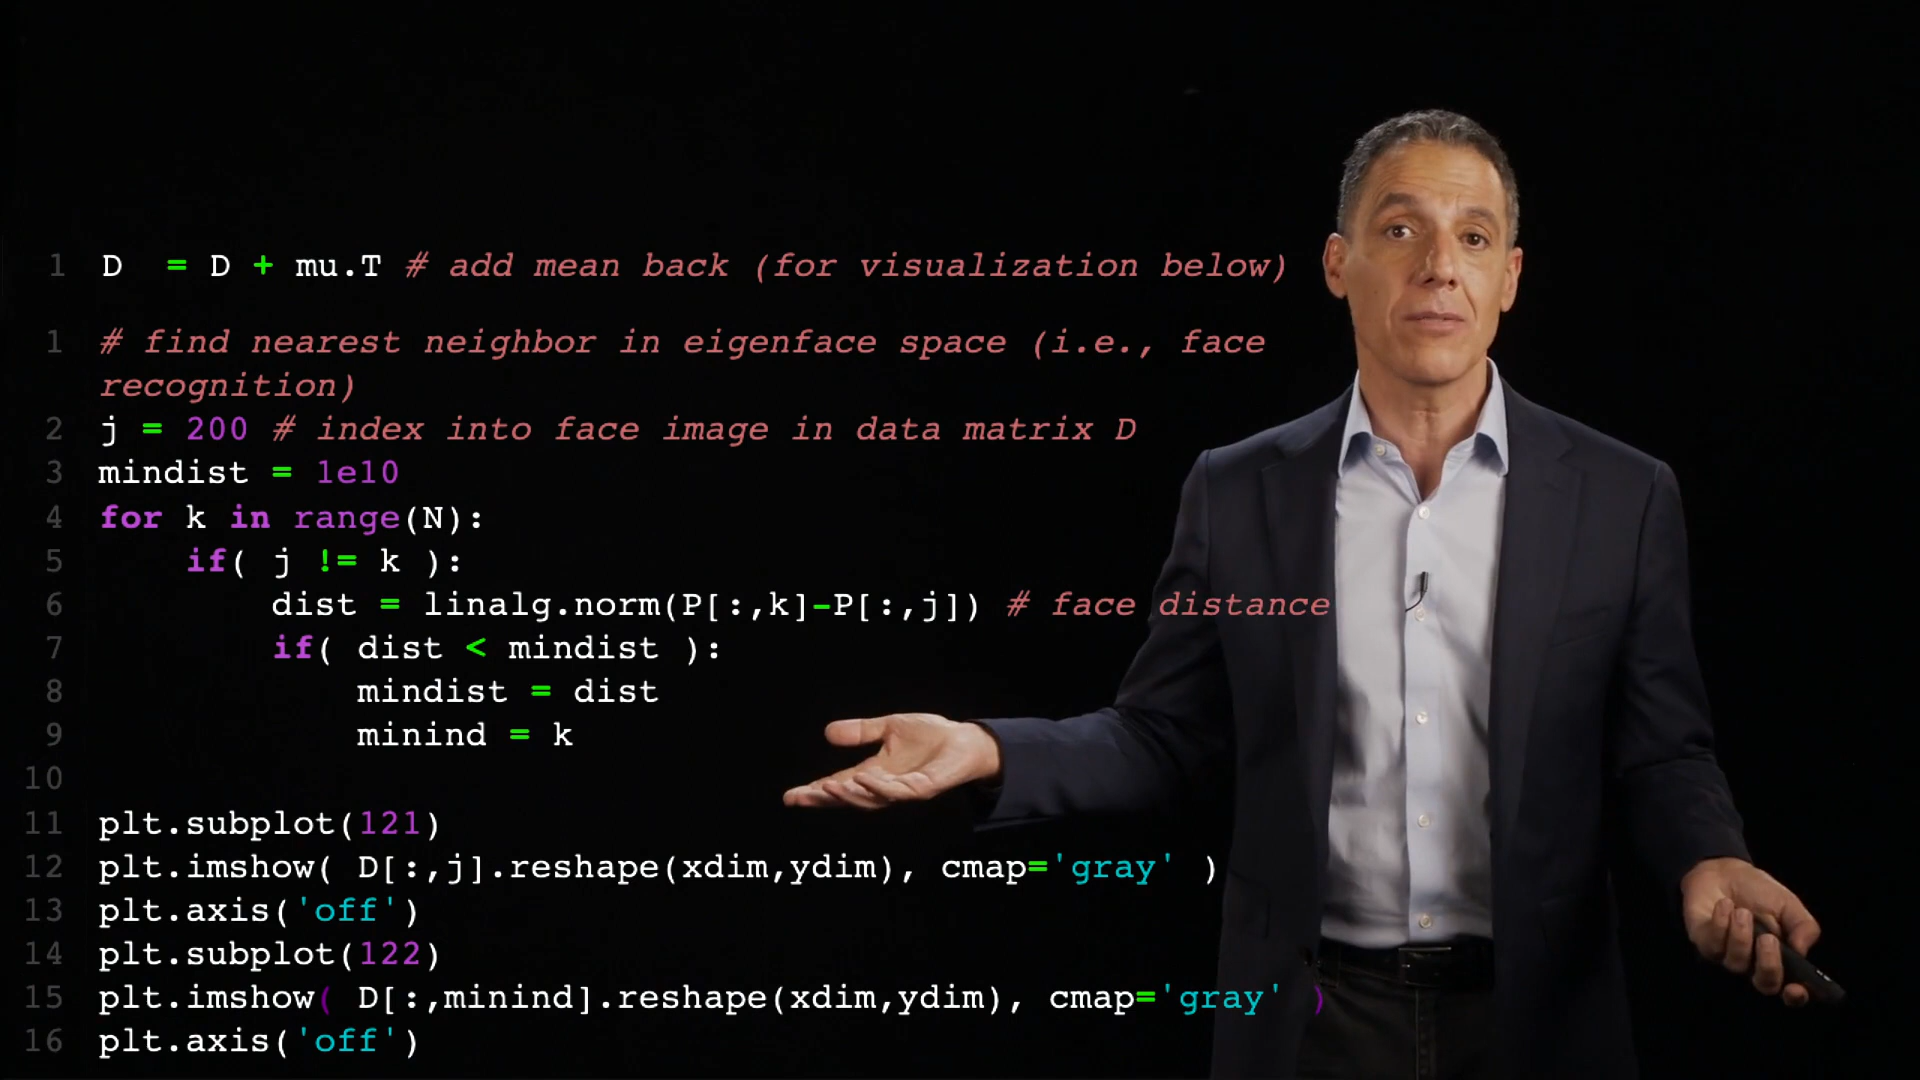 1 D = D + mu.T # add mean back (for visualization below)
1 # find nearest neighbor in eigenface space (i.e., face
recognition)
2 j = 200 # index into face image in data matrix D
3 mindist = 1e10
4 for k in range(N):
5 if( j != k ):
6 dist = linalg.norm(P[:,k]-P[:,j]) # face distance
7 if( dist < mindist ):
8 mindist = dist
9 minind = k
10
11 plt.subplot(121)
12 plt.imshow( D[:,j].reshape(xdim,ydim), cmap='gray' )
13 plt.axis('off')
14 plt.subplot(122)
15 plt.imshow( D[:,minind].reshape(xdim,ydim), cmap='gray' )
16 plt.axis('off')